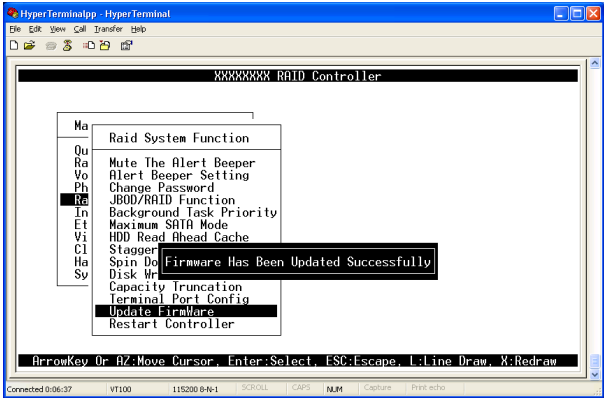 HyperTerminalpp - HyperTerminal
File Edit View Call Transfer Help
XXXXXXXX RAID Controller
Ma
Raid System Function
Qu
Ra
Vo
Ph
Ra
In
Et
Vi
Cl
Ha
Sy
Mute The Alert Beeper
Alert Beeper Setting
Change Password
JBOD/RAID Function
Background Task Priority
Maximum SATA Mode
HDD Read Ahead Cache
Stagger
Spin Do
Disk Wr
Firmware Has Been Updated Successfully
Capacity Truncation
Terminal Port Config
Update FirmWare
Restart Controller
ArrowKey Or AZ:Move Cursor, Enter:Select, ESC:Escape, L:Line Draw, X:Redraw
Connected 0:06:37 VT100 115200 8-N-1 SCROLL CAPS NUM Capture Print echo